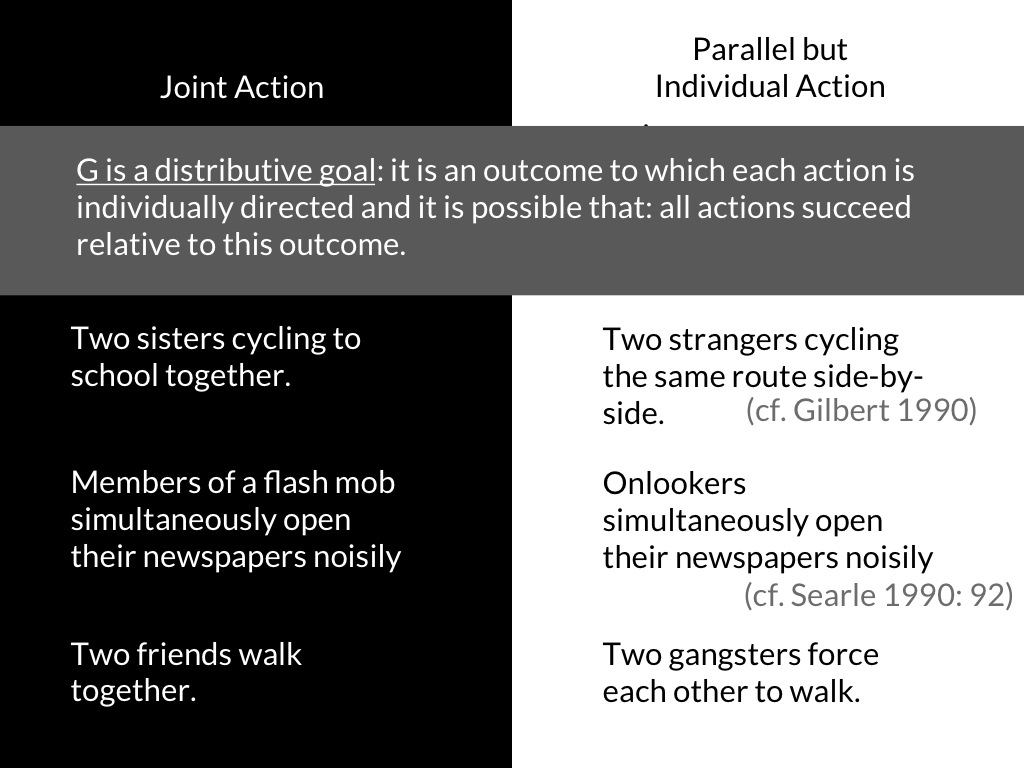 Joint Action
Parallel but
Individual Action
G is a distributive goal: it is an outcome to which each action is
individually directed and it is possible that: all actions succeed
relative to this outcome.
Two sisters cycling to
school together.
Two strangers cycling
the same route side-by-
side.
(cf. Gilbert 1990)
Members of a flash mob
simultaneously open
their newspapers noisily
Onlookers
simultaneously open
their newspapers noisily
(cf. Searle 1990: 92)
Two friends walk
together.
Two gangsters force
each other to walk.